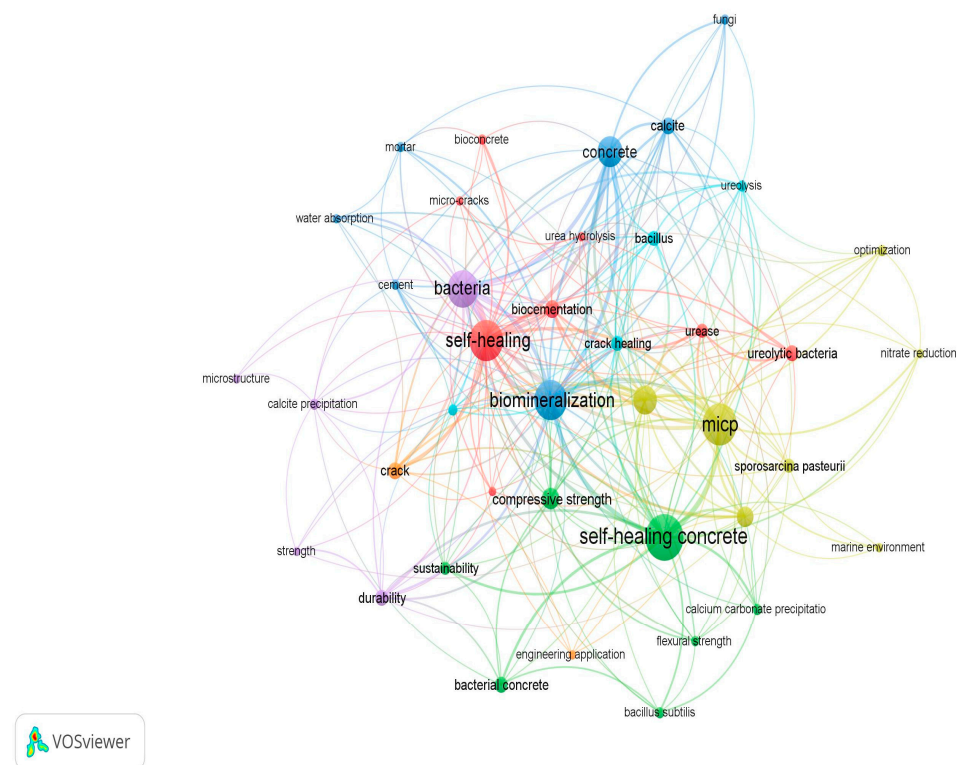 fungi
calcite
concrete
bioconcrete
mortar
ureolysis
micro-cracks
water absorption
urea hydrolysis
bacillus
optimization
cement
bacteria
biocementation
urease
self-healing
crack healing
ureolytic bacteria
nitrate reduction
microstructure
calcite precipitation
biomineralization
micp
crack
sporosarcina pasteurii
compressive strength
self-healing concrete
marine environment
strength
sustainability
durability
calcium carbonate precipitatio
flexural strength
engineering application
bacterial concrete
bacillus subtilis
VOSviewer